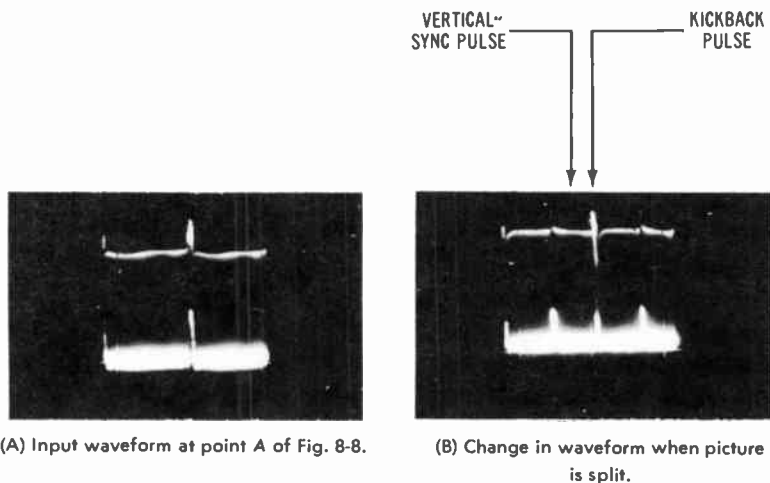 VERTICAL-
SYNC PULSE
KICKBACK
PULSE
(A) Input waveform at point A of Fig. 8-8.
(B) Change in waveform when picture
is split.